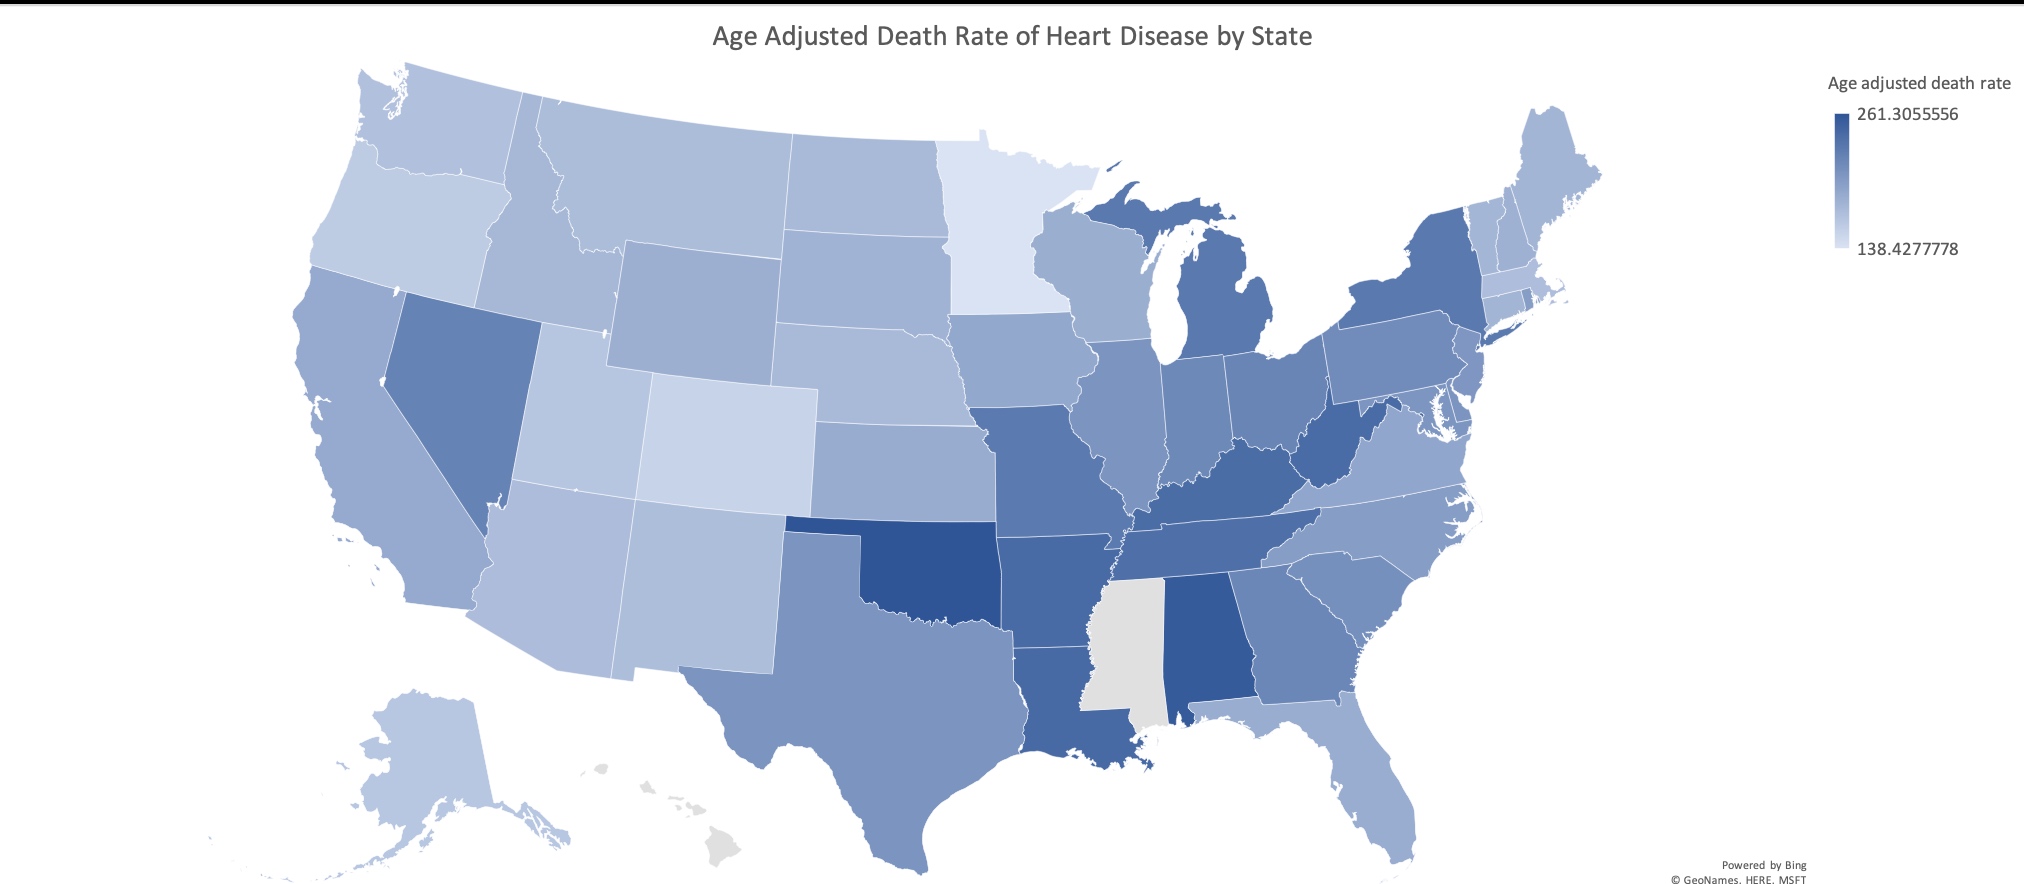 Age Adjusted Death Rate of Heart Disease by State
Age adjusted death rate
261.3055556
138.4277778
Powered by Bing
© GeoNames, HERE, MSFT